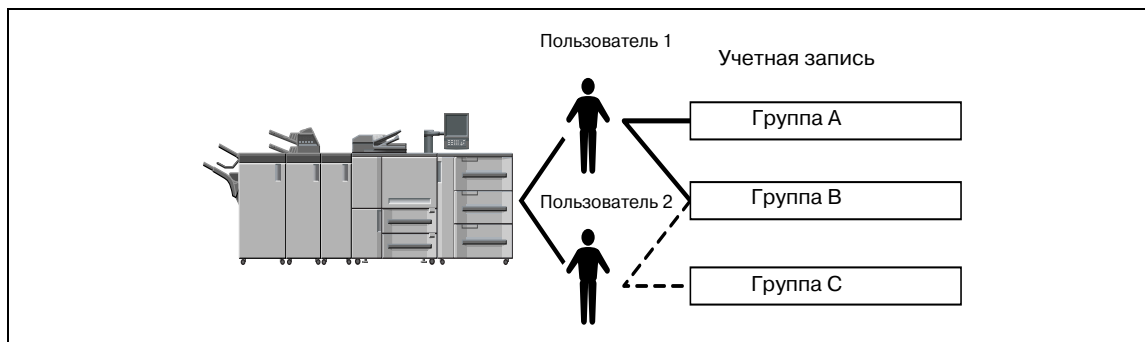 Пользователь 1
Учетная запись
Группа A
Группа B
Пользователь 2
Группа C